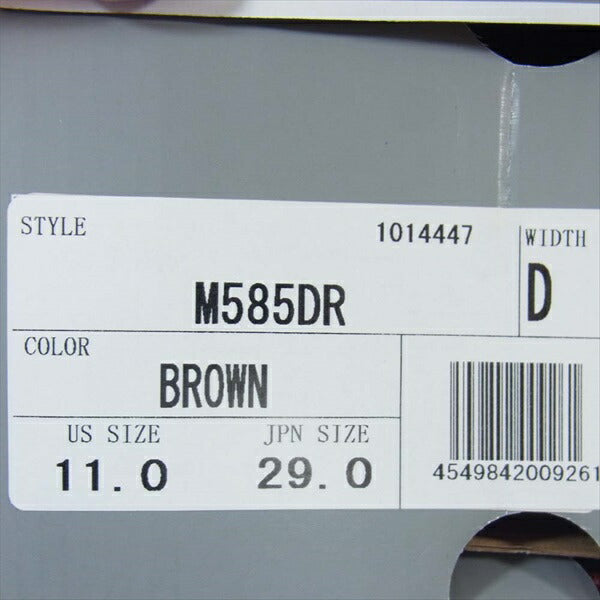 STYLE 1014447 WIDTH
M585DR D
COLOR
BROWN
US SIZE JPN SIZE
11.0 29.0
4549842009261